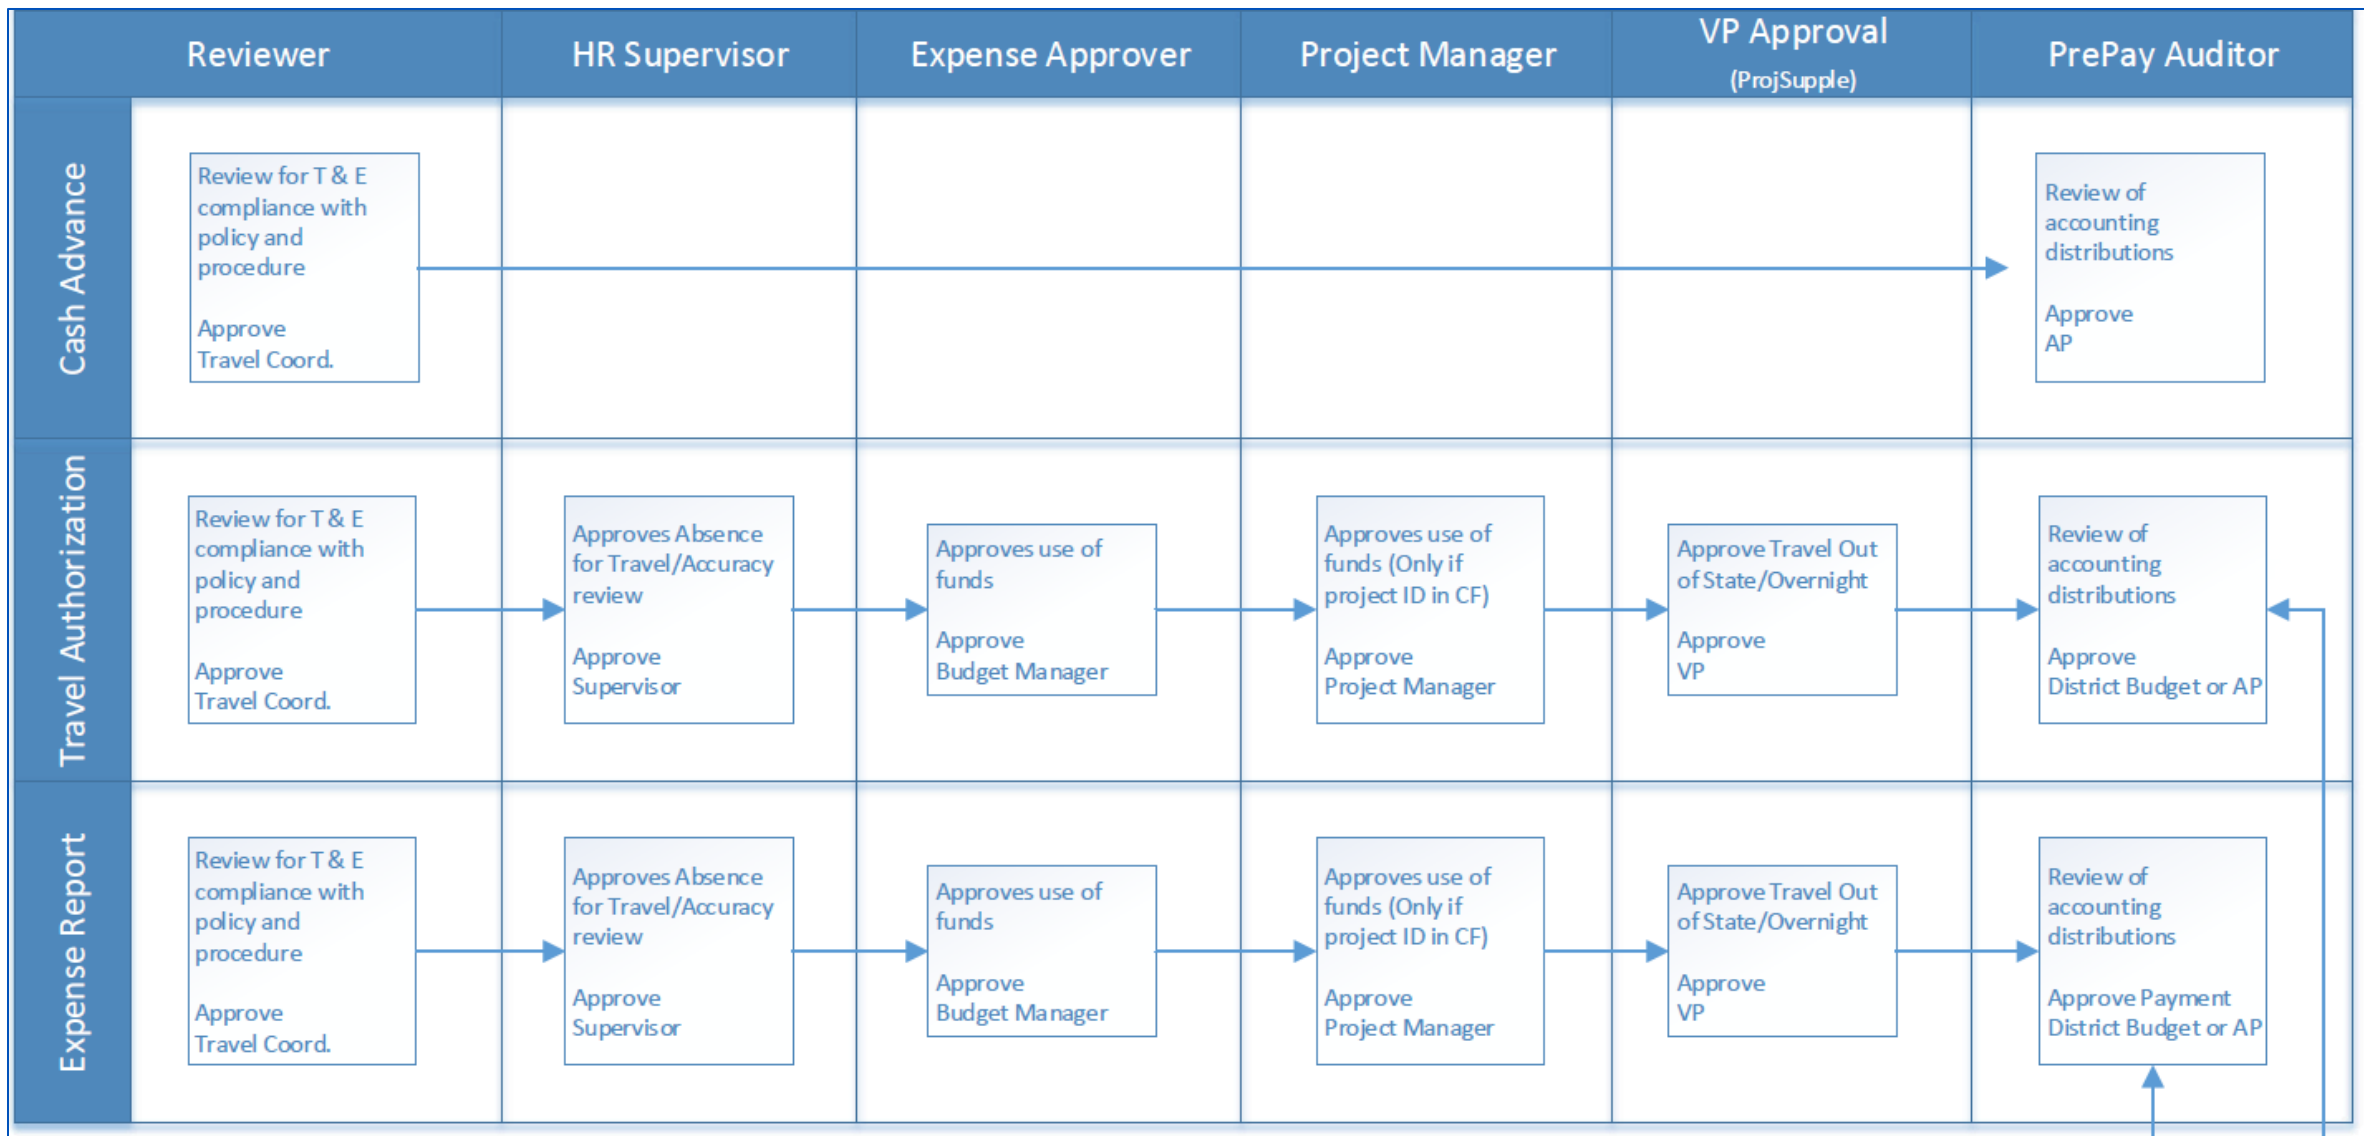 Reviewer
HR Supervisor
Expense Approver
Project Manager
VP Approval
(ProjSupple)
PrePay Auditor
Cash Advance
Review for T & E
compliance with
policy and
procedure
Approve
Travel Coord.
Review of
accounting
distributions
Approve
AP
Travel Authorization
Review for T & E
compliance with
policy and
procedure
Approve
Travel Coord.
Approves Absence
for Travel/Accuracy
review
Approve
Supervisor
Approves use of
funds
Approve
Budget Manager
Approves use of
funds (Only if
project ID in CF)
Approve
Project Manager
Approve Travel Out
of State/Overnight
Approve
VP
Review of
accounting
distributions
Approve
District Budget or AP
Expense Report
Review for T & E
compliance with
policy and
procedure
Approve
Travel Coord.
Approves Absence
for Travel/Accuracy
review
Approve
Supervisor
Approves use of
funds
Approve
Budget Manager
Approves use of
funds (Only if
project ID in CF)
Approve
Project Manager
Approve Travel Out
of State/Overnight
Approve
VP
Review of
accounting
distributions
Approve Payment
District Budget or AP